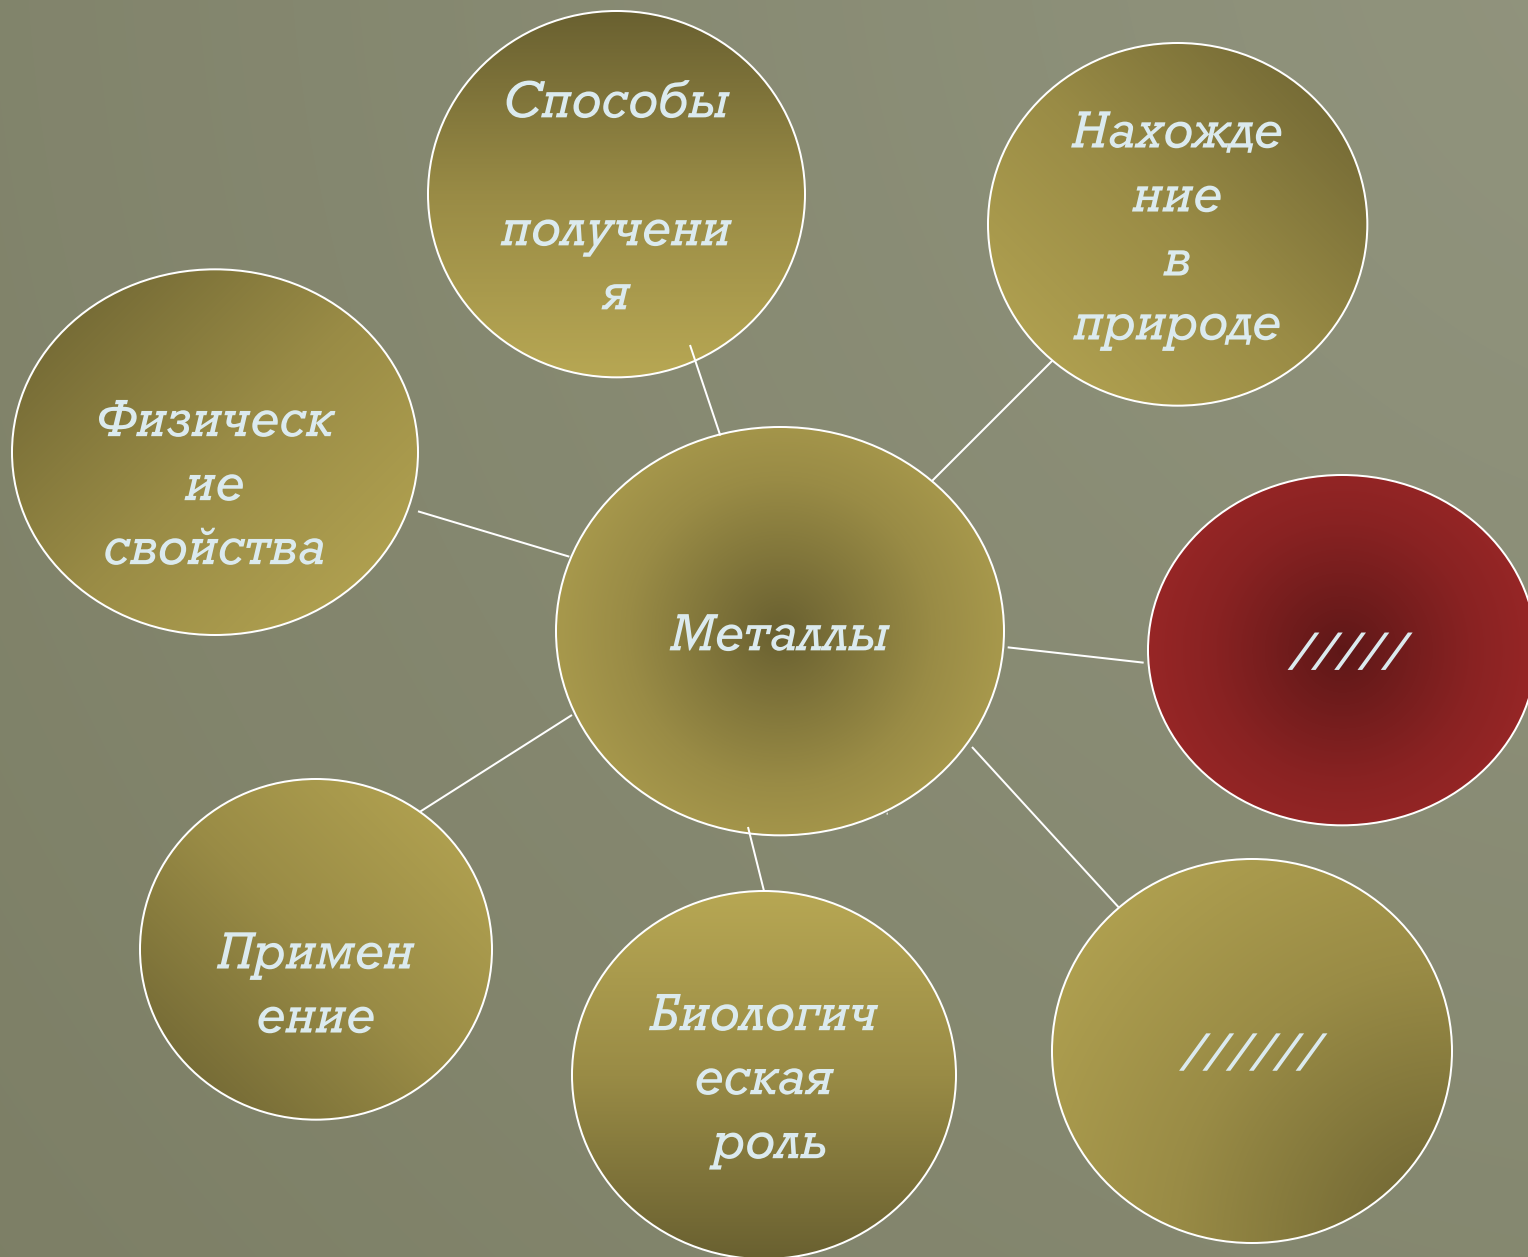 Способы
получени
я
Нахожде
ние
в
природе
Физическ
ие
свойства
Металлы
/////
Примен
ение
Биологич
еская
роль
//////